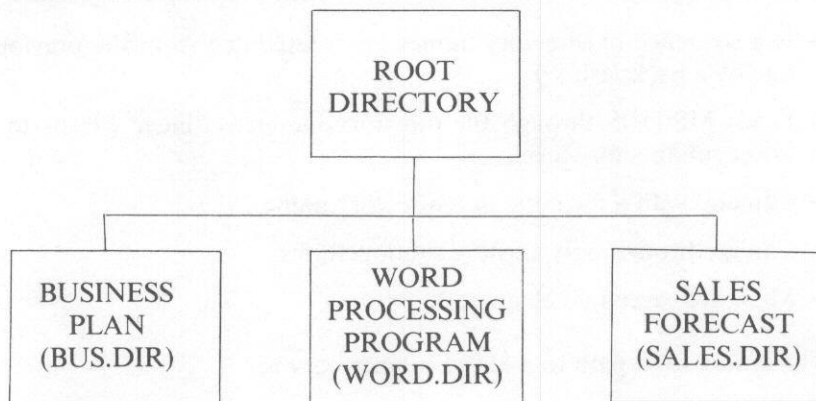 ROOT
DIRECTORY
BUSINESS
PLAN
(BUS.DIR)
WORD
PROCESSING
PROGRAM
(WORD.DIR)
SALES
FORECAST
(SALES.DIR)